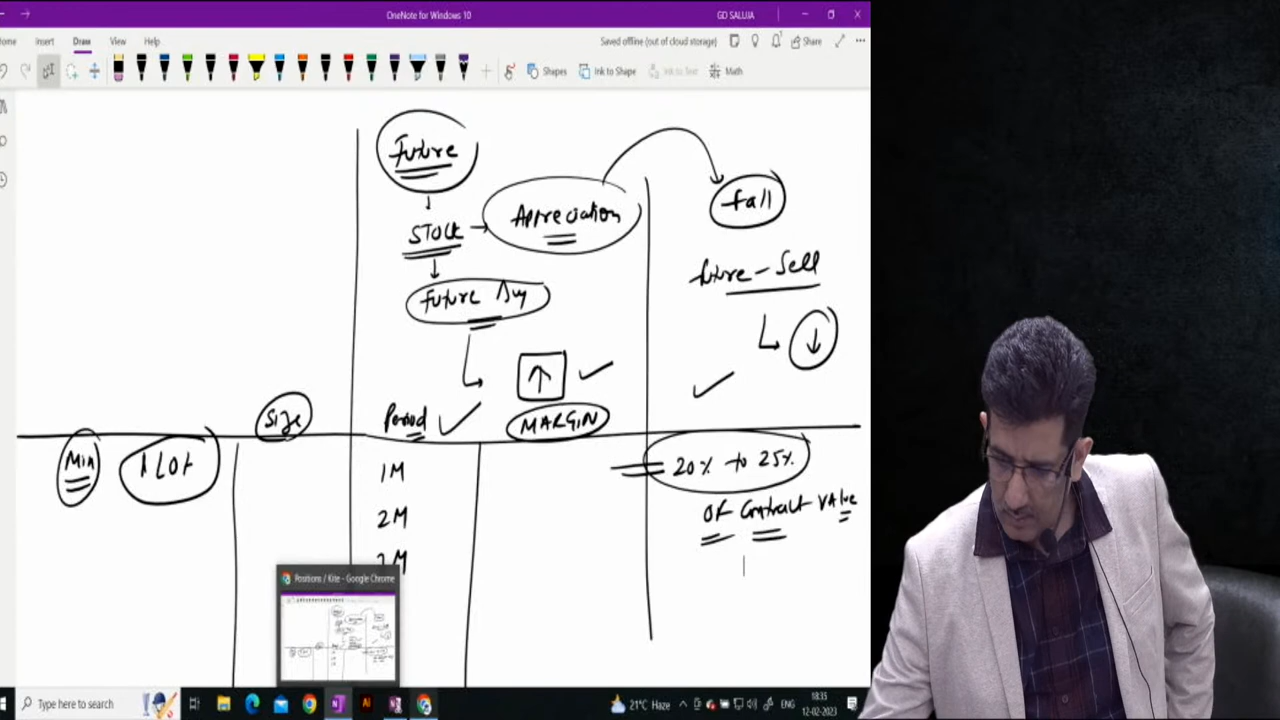 OneNote for Windows 10
GD SALUJA
Home Insert Draw View Help
Saved offline (out of cloud storage)
Share
Shapes
Ink to Shape
Ink to Text
Math
Future
STOCK
Appreciation
Future Buy
Fall
future - Sell
Size
Period
MARGIN
Min
1 LOT
1M
2M
20% to 25%
OF Contract value
Positions / Kite - Google Chrome
Type here to search
21°C Haze
ENG
18:35
12-02-2023